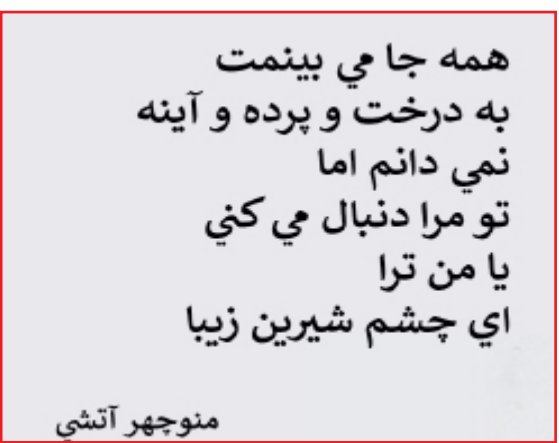 همه جا مي بينمت
به درخت و پرده و آينه
نمي دانم اما
تو مرا دنبال مي كني
يا من ترا
اي چشم شيرين زيبا
منوچهر آتشي